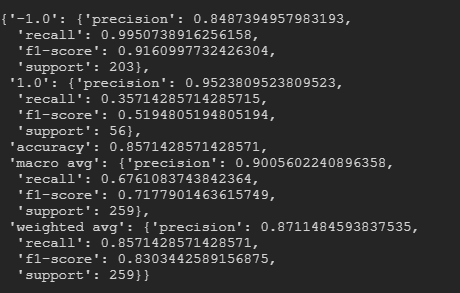 {'-1.0': {'precision': 0.8487394957983193,
'recall': 0.9950738916256158,
'f1-score': 0.9160997732426304,
'support': 203},
'1.0': {'precision': 0.9523809523809523,
'recall': 0.35714285714285715,
'f1-score': 0.5194805194805194,
'support': 56},
'accuracy': 0.8571428571428571,
'macro avg': {'precision': 0.9005602240896358,
'recall': 0.6761083743842364,
'f1-score': 0.7177901463615749,
'support': 259},
'weighted avg': {'precision': 0.8711484593837535,
'recall': 0.8571428571428571,
'f1-score': 0.8303442589156875,
'support': 259}}